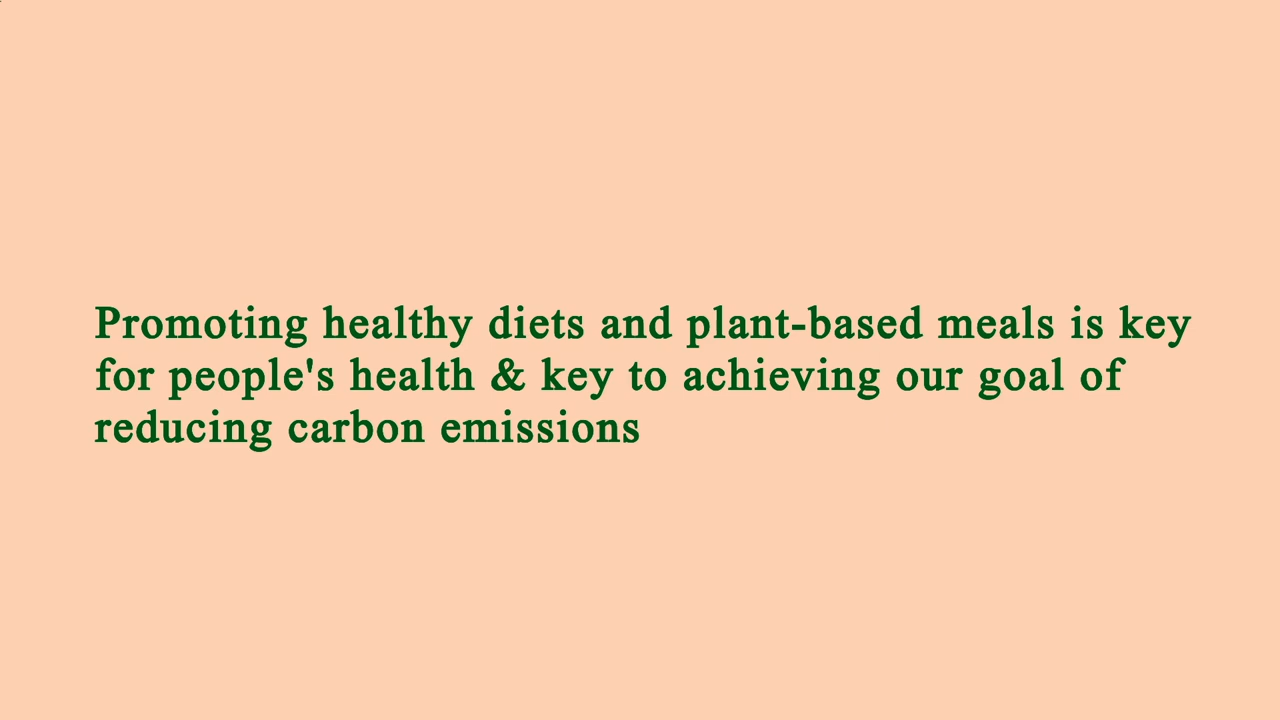 Promoting healthy diets and plant-based meals is key
for people's health & key to achieving our goal of
reducing carbon emissions